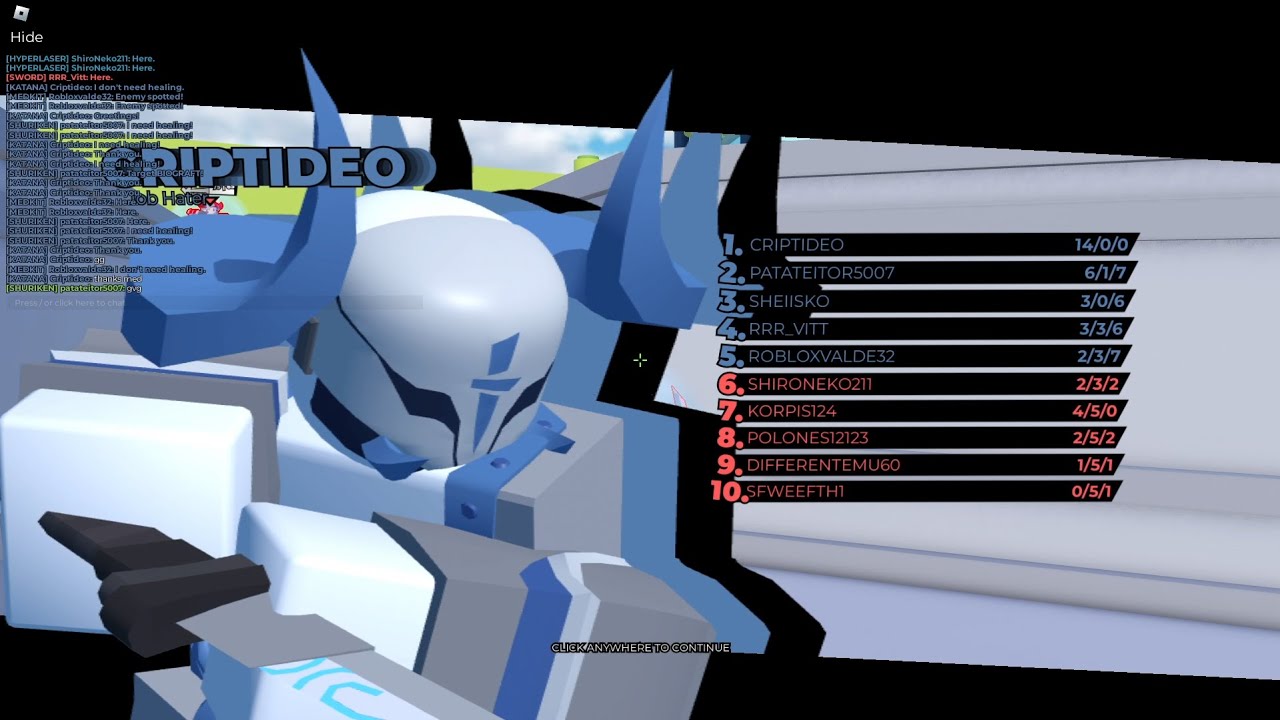 Hide
[HYPERLASER] ShiroNeko211: Here.
[HYPERLASER] ShiroNeko211: Here.
[SWORD] RRR_Vitt: Here.
[KATANA] Criptideo: I don't need healing.
[MEDKIT] Robloxvalde32: Enemy spotted!
[MEDKIT] Robloxvalde32: Enemy spotted!
[KATANA] Criptideo: Greetings!
[SHURIKEN] patateitor5007: I need healing!
[SHURIKEN] patateitor5007: I need healing!
[KATANA] Criptideo: I need healing!
[KATANA] Criptideo: Thank you.
[KATANA] Criptideo: I need healing!
[SHURIKEN] patateitor5007: Target BIOGRAFT!
[KATANA] Criptideo: Thank you.
[KATANA] Criptideo: Thank you.
[MEDKIT] Robloxvalde32: Here.
[MEDKIT] Robloxvalde32: Here.
[SHURIKEN] patateitor5007: Here.
[SHURIKEN] patateitor5007: I need healing!
[SHURIKEN] patateitor5007: Thank you.
[KATANA] Criptideo: Thank you.
[KATANA] Criptideo: gg
[MEDKIT] Robloxvalde32: I don't need healing.
[KATANA] Criptideo: thanks med
[SHURIKEN] patateitor5007: gvg
Press / or click here to chat
CRIPTIDEO
Hater
1. CRIPTIDEO 14/0/0
2. PATATEITOR5007 6/1/7
3. SHEIISKO 3/0/6
4. RRR_VITT 3/3/6
5. ROBLOXVALDE32 2/3/7
6. SHIRONEKO211 2/3/2
7. KORPIS124 4/5/0
8. POLONES12123 2/5/2
9. DIFFERENTEMU60 1/5/1
10. SFWEEFTH1 0/5/1
CLICK ANYWHERE TO CONTINUE